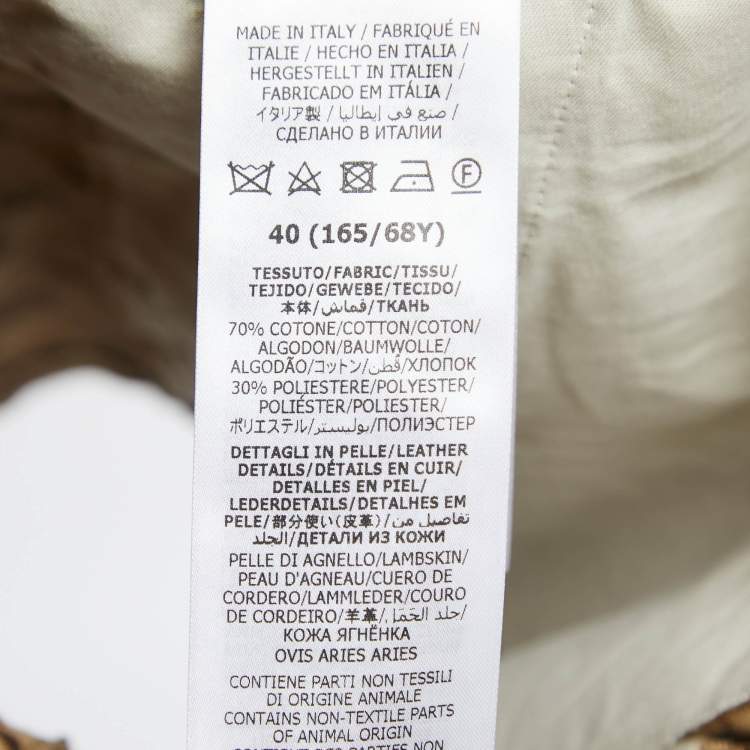 MADE IN ITALY / FABRIQUÉ EN
ITALIE / HECHO EN ITALIA /
HERGESTELLT IN ITALIEN /
FABRICADO EM ITÁLIA /
イタリア製 / صنع في إيطاليا /
СДЕЛАНО В ИТАЛИИ
F
40 (165/68Y)
TESSUTO/FABRIC/TISSU/
TEJIDO/GEWEBE/TECIDO/
本体/قماش/ТКАНЬ
70% COTONE/COTTON/COTON/
ALGODON/BAUMWOLLE/
ALGODÃO/コットン/قطن/ХЛОПОК
30% POLIESTERE/POLYESTER/
POLIÉSTER/POLIESTER/
ポリエステル/بوليستر/ПОЛИЭСТЕР
DETTAGLI IN PELLE/LEATHER
DETAILS/DÉTAILS EN CUIR/
DETALLES EN PIEL/
LEDERDETAILS/DETALHES EM
PELE/部分使い(皮革)/تفاصيل من
الجلد/ДЕТАЛИ ИЗ КОЖИ
PELLE DI AGNELLO/LAMBSKIN/
PEAU D'AGNEAU/CUERO DE
CORDERO/LAMMLEDER/COURO
DE CORDEIRO/羊革/جلد الحَمَل/
КОЖА ЯГНЁНКА
OVIS ARIES ARIES
CONTIENE PARTI NON TESSILI
DI ORIGINE ANIMALE
CONTAINS NON-TEXTILE PARTS
OF ANIMAL ORIGIN
CONTIENT DES PARTIES NON